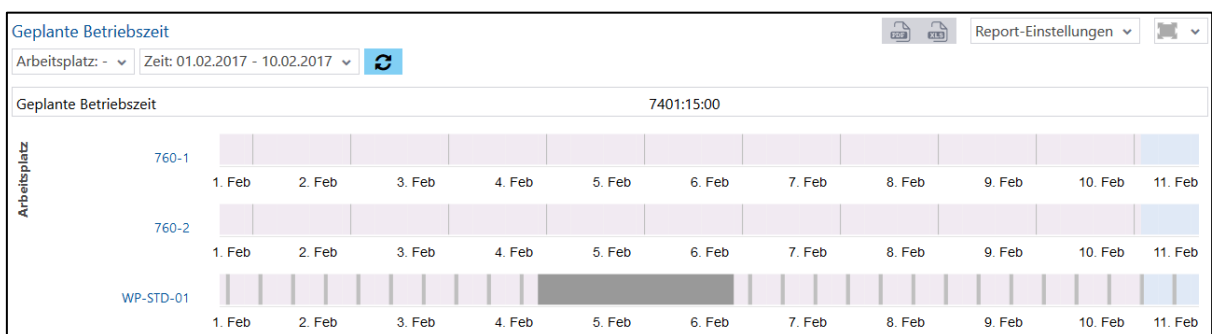 Geplante Betriebszeit
PDF XLS Report-Einstellungen
Arbeitsplatz: - Zeit: 01.02.2017 - 10.02.2017
Geplante Betriebszeit 7401:15:00
Arbeitsplatz
760-1
1. Feb 2. Feb 3. Feb 4. Feb 5. Feb 6. Feb 7. Feb 8. Feb 9. Feb 10. Feb 11. Feb
760-2
1. Feb 2. Feb 3. Feb 4. Feb 5. Feb 6. Feb 7. Feb 8. Feb 9. Feb 10. Feb 11. Feb
WP-STD-01
1. Feb 2. Feb 3. Feb 4. Feb 5. Feb 6. Feb 7. Feb 8. Feb 9. Feb 10. Feb 11. Feb